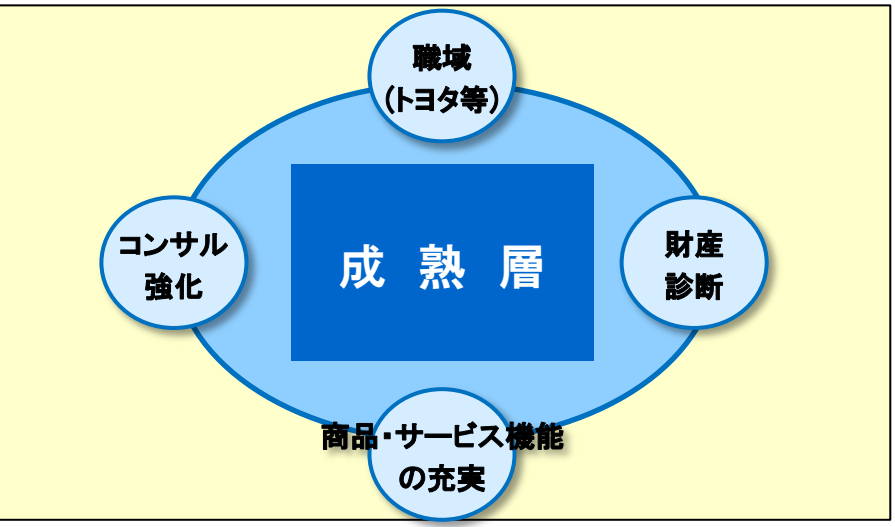 職域
(トヨタ等)
コンサル
強化
成 熟 層
財産
診断
商品・サービス機能
の充実